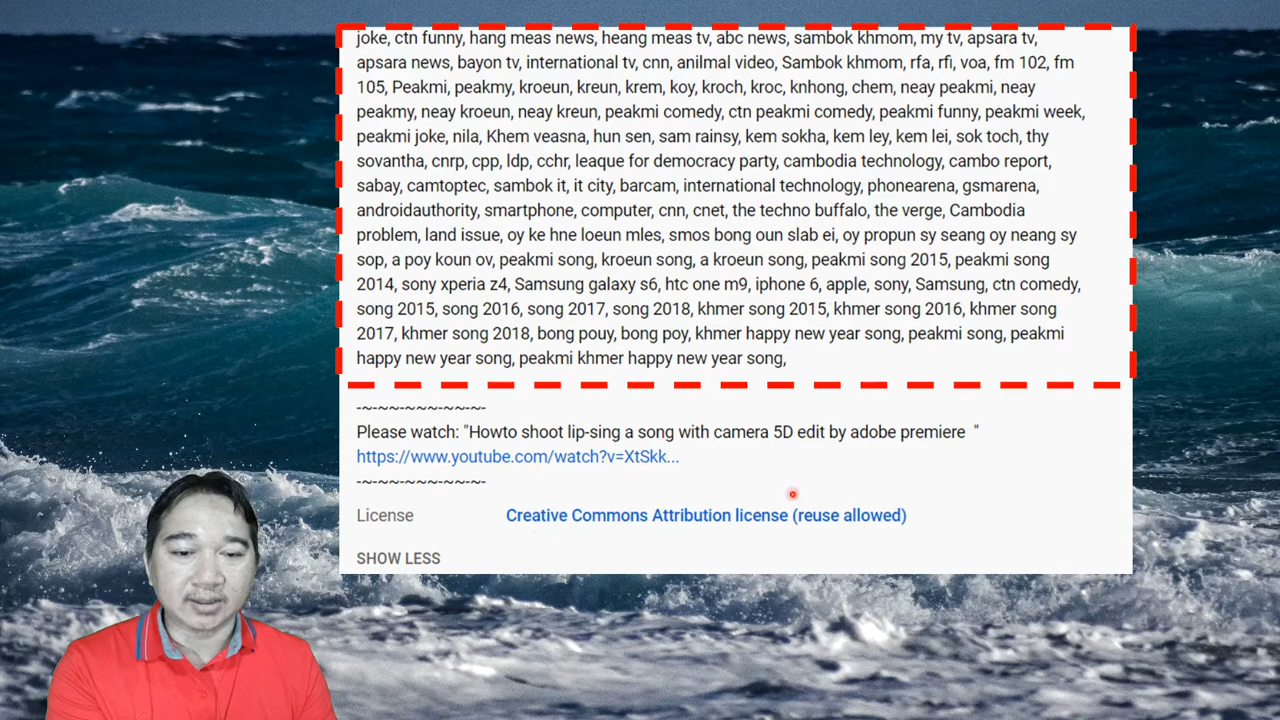 joke, ctn funny, hang meas news, heang meas tv, abc news, sambok khmom, my tv, apsara tv,
apsara news, bayon tv, international tv, cnn, anilmal video, Sambok khmom, rfa, rfi, voa, fm 102, fm
105, Peakmi, peakmy, kroeun, kreun, krem, koy, kroch, kroc, knhong, chem, neay peakmi, neay
peakmy, neay kroeun, neay kreun, peakmi comedy, ctn peakmi comedy, peakmi funny, peakmi week,
peakmi joke, nila, Khem veasna, hun sen, sam rainsy, kem sokha, kem ley, kem lei, sok toch, thy
sovantha, cnrp, cpp, ldp, cchr, leaque for democracy party, cambodia technology, cambo report,
sabay, camtoptec, sambok it, it city, barcam, international technology, phonearena, gsmarena,
androidauthority, smartphone, computer, cnn, cnet, the techno buffalo, the verge, Cambodia
problem, land issue, oy ke hne loeun mles, smos bong oun slab ei, oy propun sy seang oy neang sy
sop, a poy koun ov, peakmi song, kroeun song, a kroeun song, peakmi song 2015, peakmi song
2014, sony xperia z4, Samsung galaxy s6, htc one m9, iphone 6, apple, sony, Samsung, ctn comedy,
song 2015, song 2016, song 2017, song 2018, khmer song 2015, khmer song 2016, khmer song
2017, khmer song 2018, bong pouy, bong poy, khmer happy new year song, peakmi song, peakmi
happy new year song, peakmi khmer happy new year song,
-~-~~-~~~-~~-~-
Please watch: "Howto shoot lip-sing a song with camera 5D edit by adobe premiere  "
https://www.youtube.com/watch?v=XtSkk...
-~-~~-~~~-~~-~-
License Creative Commons Attribution license (reuse allowed)
SHOW LESS